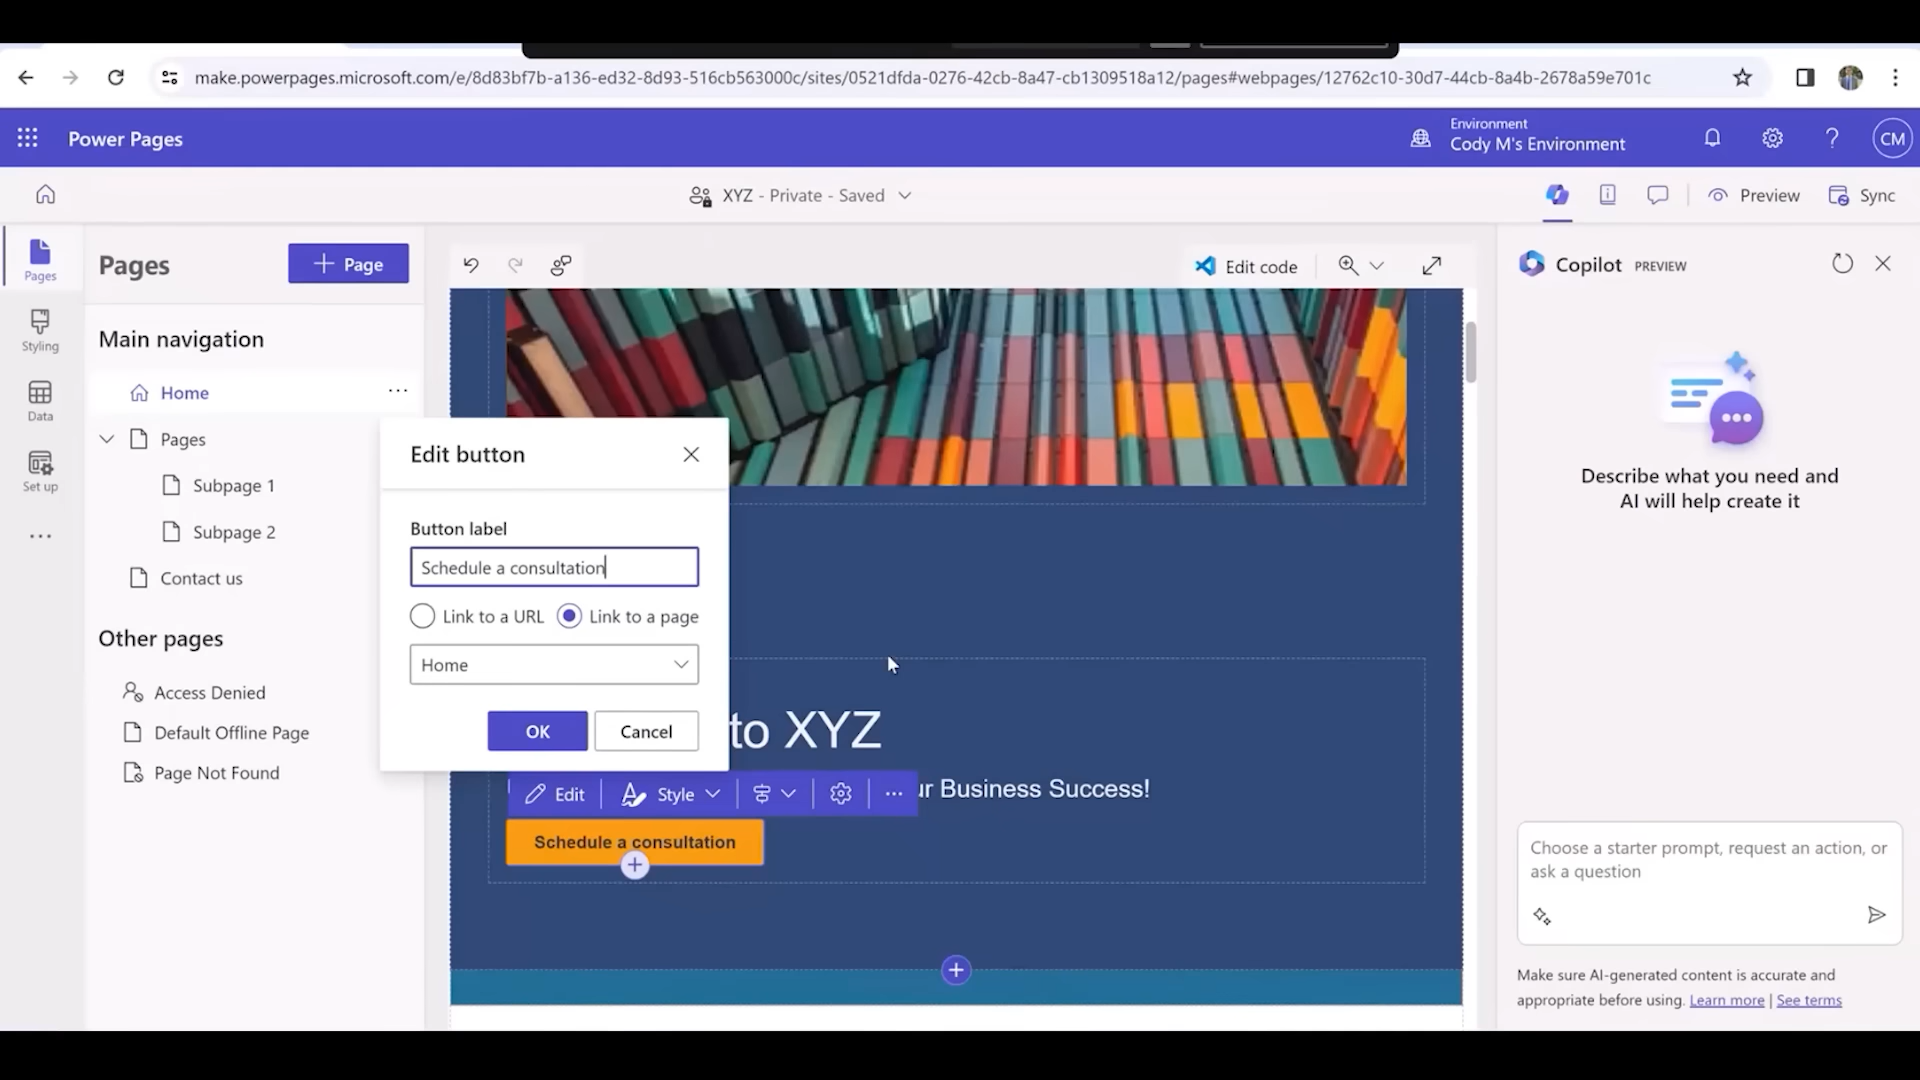 make.powerpages.microsoft.com/e/8d83bf7b-a136-ed32-8d93-516cb563000c/sites/0521dfda-0276-42cb-8a47-cb1309518a12/pages#webpages/12762c10-30d7-44cb-8a4b-2678a59e701c
Power Pages
Environment
Cody M's Environment
CM
XYZ - Private - Saved
Preview
Sync
Pages
Styling
Data
Set up
Pages
Page
Main navigation
Home
Pages
Subpage 1
Subpage 2
Contact us
Other pages
Access Denied
Default Offline Page
Page Not Found
Edit code
Edit button
Button label
Schedule a consultation
Link to a URL
Link to a page
Home
OK
Cancel
to XYZ
Edit
Style
ur Business Success!
Schedule a consultation
Copilot PREVIEW
Describe what you need and
AI will help create it
Choose a starter prompt, request an action, or
ask a question
Make sure AI-generated content is accurate and
appropriate before using. Learn more | See terms